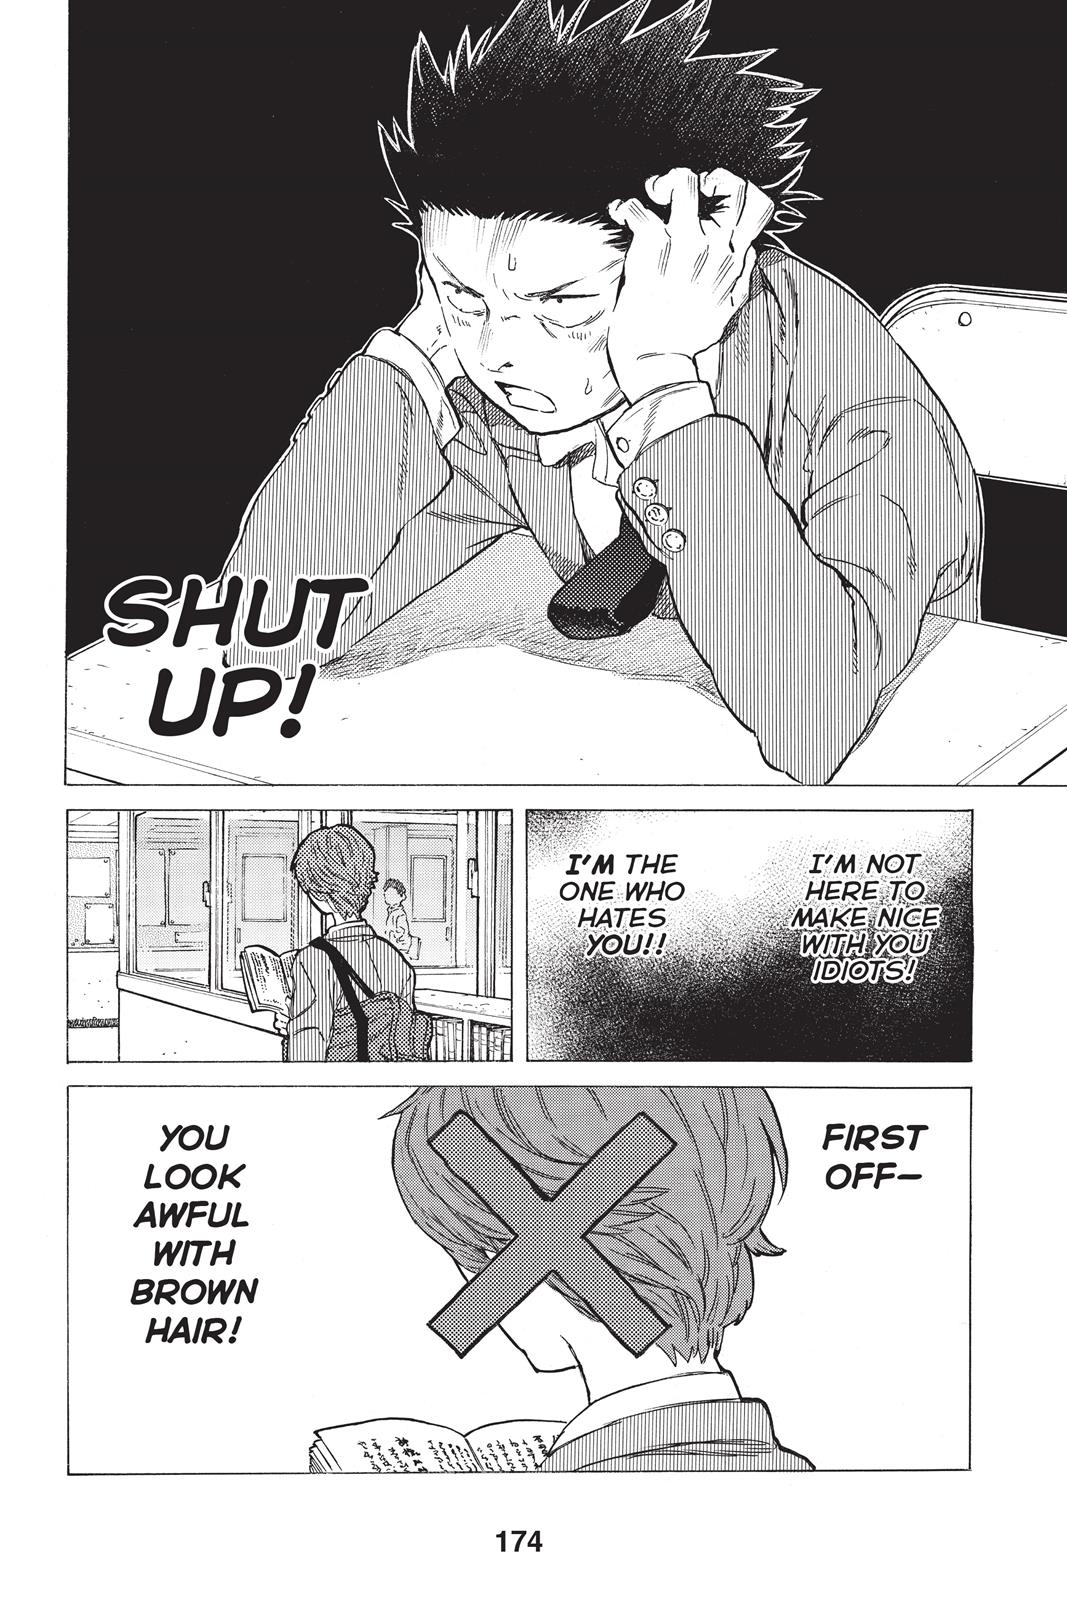 SHUT
UP!
I'M NOT
HERE TO
MAKE NICE
WITH YOU
IDIOTS!
I'M THE
ONE WHO
HATES
YOU!!
FIRST
OFF—
YOU
LOOK
AWFUL
WITH
BROWN
HAIR!
174